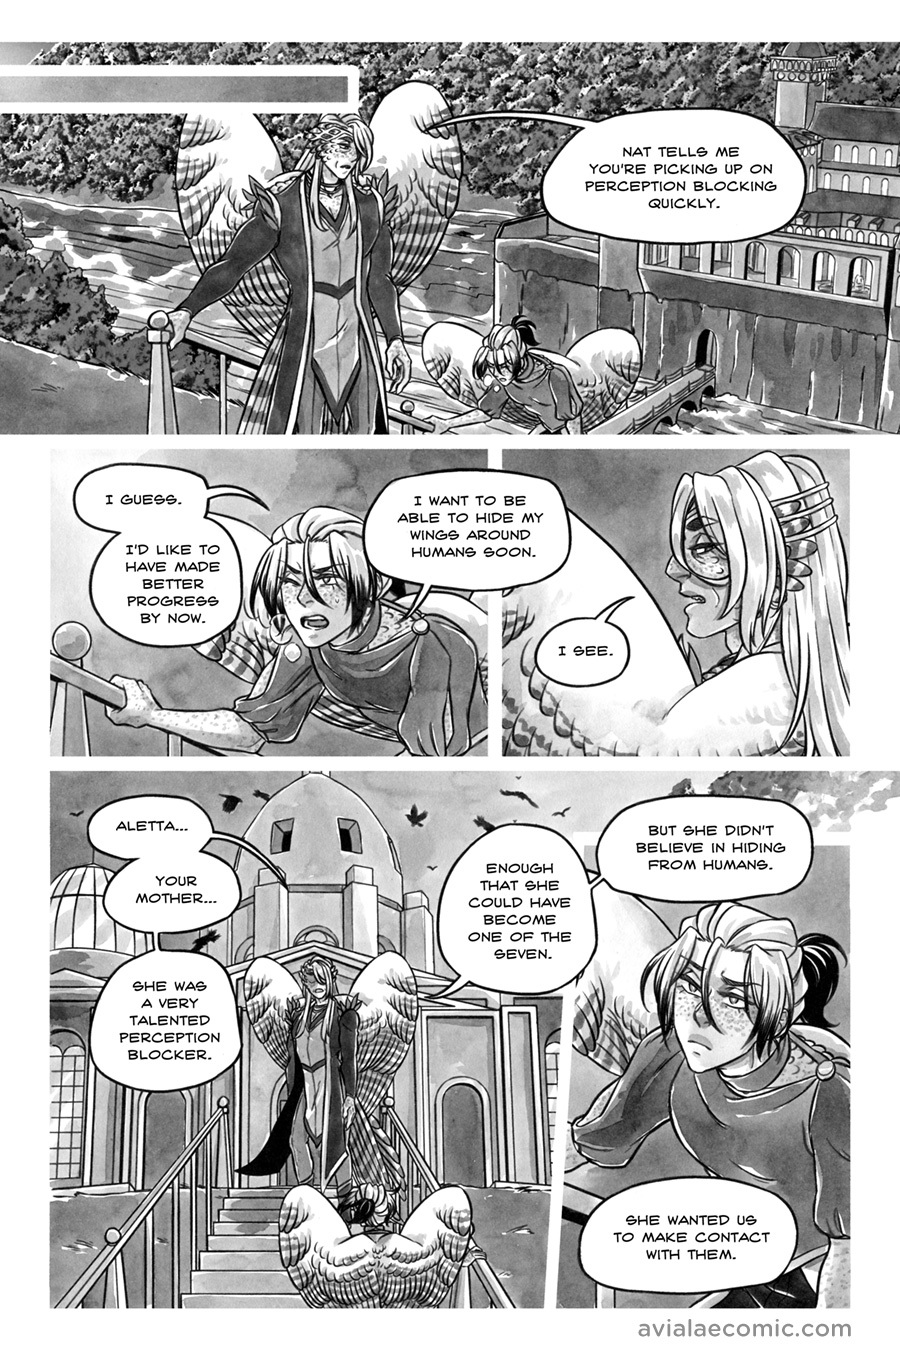 NAT TELLS ME
YOU'RE PICKING UP ON
PERCEPTION BLOCKING
QUICKLY.
I GUESS.
I'D LIKE TO
HAVE MADE
BETTER
PROGRESS
BY NOW.
I WANT TO BE
ABLE TO HIDE MY
WINGS AROUND
HUMANS SOON.
I SEE.
ALETTA...
YOUR
MOTHER...
SHE WAS
A VERY
TALENTED
PERCEPTION
BLOCKER.
ENOUGH
THAT SHE
COULD HAVE
BECOME
ONE OF THE
SEVEN.
BUT SHE DIDN'T
BELIEVE IN HIDING
FROM HUMANS.
SHE WANTED US
TO MAKE CONTACT
WITH THEM.
avialaecomic.com